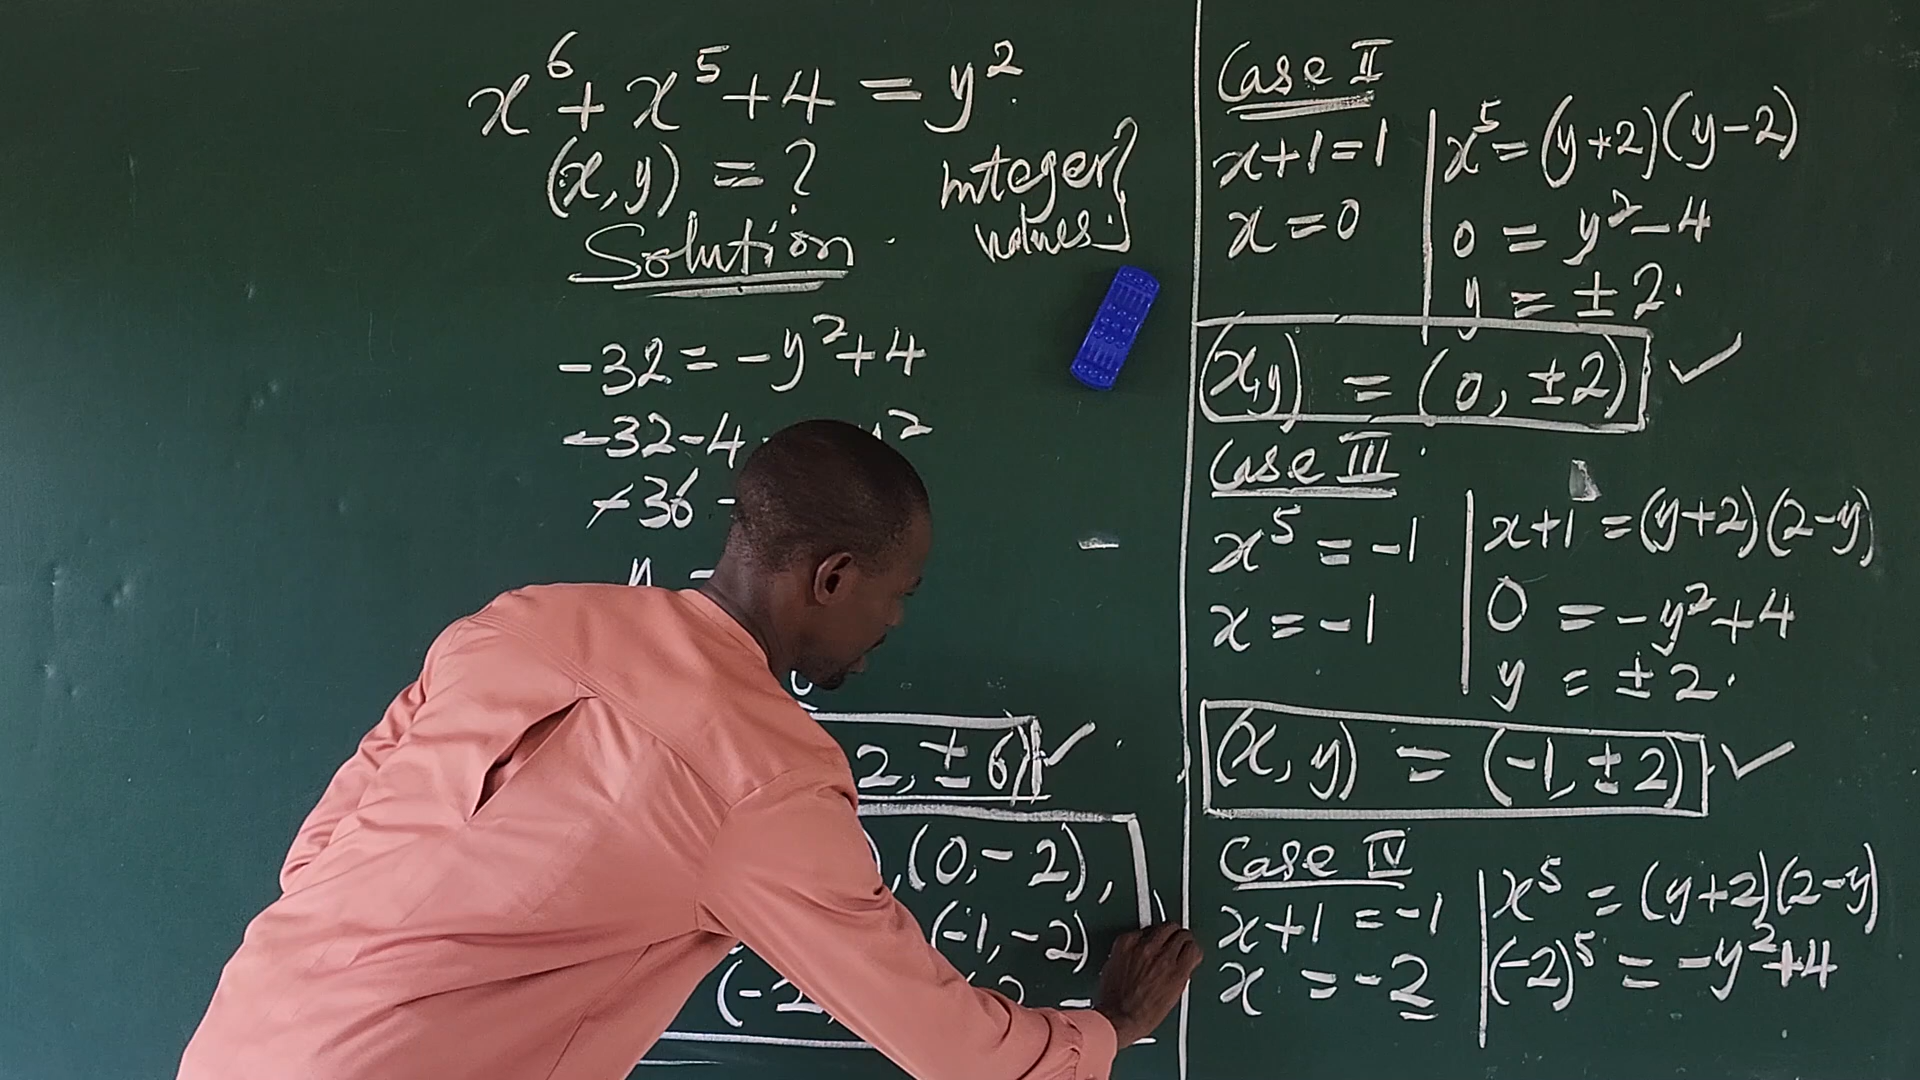 x⁶ + x⁵ + 4 = y²
(x, y) = ?
integer
values.
Solution
-32 = -y² + 4
-32 - 4
-36
y =
2, ±6)
, (0, -2),
(-1, -2)
(-2,
Case II
x + 1 = 1
x = 0
x⁵ = (y+2)(y-2)
0 = y² - 4
y = ±2.
(x, y) = (0, ±2)
Case III
x⁵ = -1
x = -1
x + 1 = (y+2)(2-y)
0 = -y² + 4
y = ±2.
(x, y) = (-1, ±2)
Case IV
x + 1 = -1
x = -2
x⁵ = (y+2)(2-y)
(-2)⁵ = -y² + 4